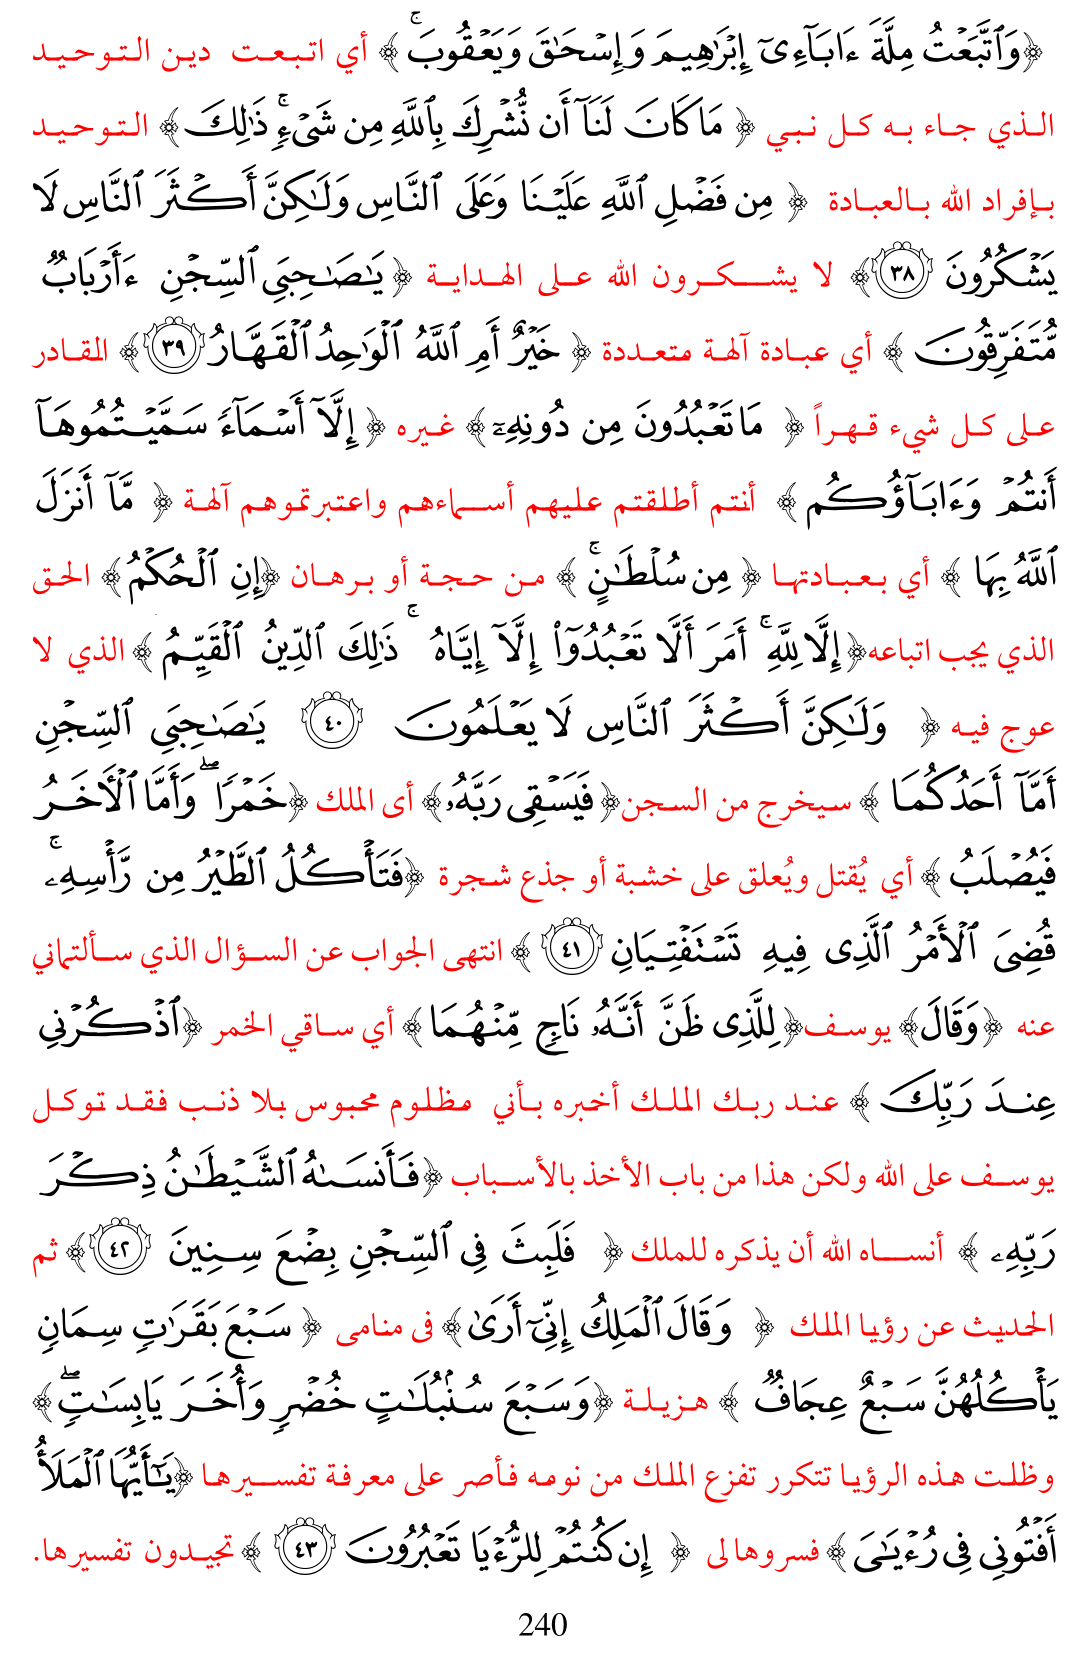 ﴿وَٱتَّبَعۡتُ مِلَّةَ ءَابَآءِيٓ إِبۡرَٰهِيمَ وَإِسۡحَٰقَ وَيَعۡقُوبَۚ﴾ أي اتبعت دين التوحيد
الذي جاء به كل نبي ﴿ مَا كَانَ لَنَآ أَن نُّشۡرِكَ بِٱللَّهِ مِن شَيۡءٖۚ ذَٰلِكَ﴾ التوحيد
بإفراد الله بالعبادة ﴿ مِن فَضۡلِ ٱللَّهِ عَلَيۡنَا وَعَلَى ٱلنَّاسِ وَلَٰكِنَّ أَكۡثَرَ ٱلنَّاسِ لَا
يَشۡكُرُونَ ٣٨﴾ لا يشكرون الله على الهداية ﴿ يَٰصَٰحِبَيِ ٱلسِّجۡنِ ءَأَرۡبَابٞ
مُّتَفَرِّقُونَ ﴾ أي عبادة آلهة متعددة ﴿ خَيۡرٌ أَمِ ٱللَّهُ ٱلۡوَٰحِدُ ٱلۡقَهَّارُ ٣٩﴾ المقادر
على كل شيء قهراً ﴿ مَا تَعۡبُدُونَ مِن دُونِهِۦٓ﴾ غيره ﴿ إِلَّآ أَسۡمَآءٗ سَمَّيۡتُمُوهَآ
أَنتُمۡ وَءَابَآؤُكُم ﴾ أنتم أطلقتم عليهم أسماءهم واعتبرتموهم آلهة ﴿ مَّآ أَنزَلَ
ٱللَّهُ بِهَا ﴾ أي بعبادتها ﴿ مِن سُلۡطَٰنٍۚ ﴾ من حجة أو برهان ﴿إِنِ ٱلۡحُكۡمُ﴾ الحق
الذي يجب اتباعه﴿ إِلَّا لِلَّهِۚ أَمَرَ أَلَّا تَعۡبُدُوٓاْ إِلَّآ إِيَّاهُۚ ذَٰلِكَ ٱلدِّينُ ٱلۡقَيِّمُ ﴾ الذي لا
عوج فيه ﴿ وَلَٰكِنَّ أَكۡثَرَ ٱلنَّاسِ لَا يَعۡلَمُونَ ٤٠ يَٰصَٰحِبَيِ ٱلسِّجۡنِ
أَمَّآ أَحَدُكُمَا ﴾ سيخرج من السجن﴿ فَيَسۡقِي رَبَّهُۥ﴾ أى الملك ﴿خَمۡرٗاۖ وَأَمَّا ٱلۡأٓخَرُ
فَيُصۡلَبُ ﴾ أي يُقتل ويُعلق على خشبة أو جذع شجرة ﴿فَتَأۡكُلُ ٱلطَّيۡرُ مِن رَّأۡسِهِۦۚ
قُضِيَ ٱلۡأَمۡرُ ٱلَّذِي فِيهِ تَسۡتَفۡتِيَانِ ٤١ ﴾ انتهى الجواب عن السؤال الذي سألتماني
عنه ﴿وَقَالَ﴾ يوسف﴿ لِلَّذِي ظَنَّ أَنَّهُۥ نَاجٖ مِّنۡهُمَا﴾ أي ساقي الخمر ﴿ٱذۡكُرۡنِي
عِندَ رَبِّكَ ﴾ عند ربك الملك أخبره بأني مظلوم محبوس بلا ذنب فقد توكل
يوسف على الله ولكن هذا من باب الأخذ بالأسباب ﴿فَأَنسَىٰهُ ٱلشَّيۡطَٰنُ ذِكۡرَ
رَبِّهِۦ ﴾ أنساه الله أن يذكره للملك ﴿ فَلَبِثَ فِي ٱلسِّجۡنِ بِضۡعَ سِنِينَ ٤٢﴾ ثم
الحديث عن رؤيا الملك ﴿ وَقَالَ ٱلۡمَلِكُ إِنِّيٓ أَرَىٰ﴾ فى منامى ﴿ سَبۡعَ بَقَرَٰتٖ سِمَانٖ
يَأۡكُلُهُنَّ سَبۡعٌ عِجَافٞ ﴾ هزيلة ﴿وَسَبۡعَ سُنۢبُلَٰتٍ خُضۡرٖ وَأُخَرَ يَابِسَٰتٖۖ﴾
وظلت هذه الرؤيا تتكرر تفزع الملك من نومه فأصر على معرفة تفسيرها ﴿يَٰٓأَيُّهَا ٱلۡمَلَأُ
أَفۡتُونِي فِي رُءۡيَٰيَ ﴾ فسروها لى ﴿ إِن كُنتُمۡ لِلرُّءۡيَا تَعۡبُرُونَ ٤٣ ﴾ تجيدون تفسيرها.
240